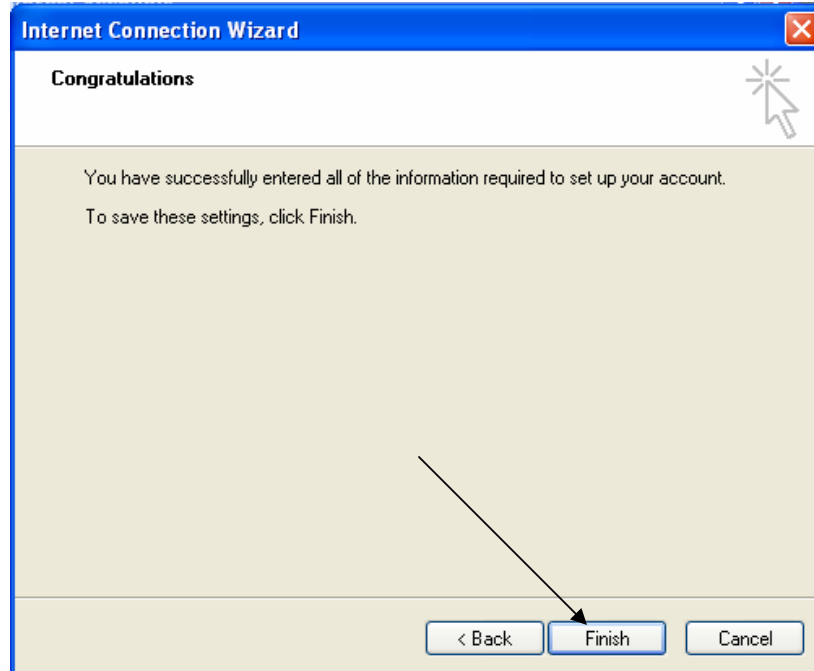 Internet Connection Wizard
Congratulations
You have successfully entered all of the information required to set up your account.
To save these settings, click Finish.
< Back Finish Cancel